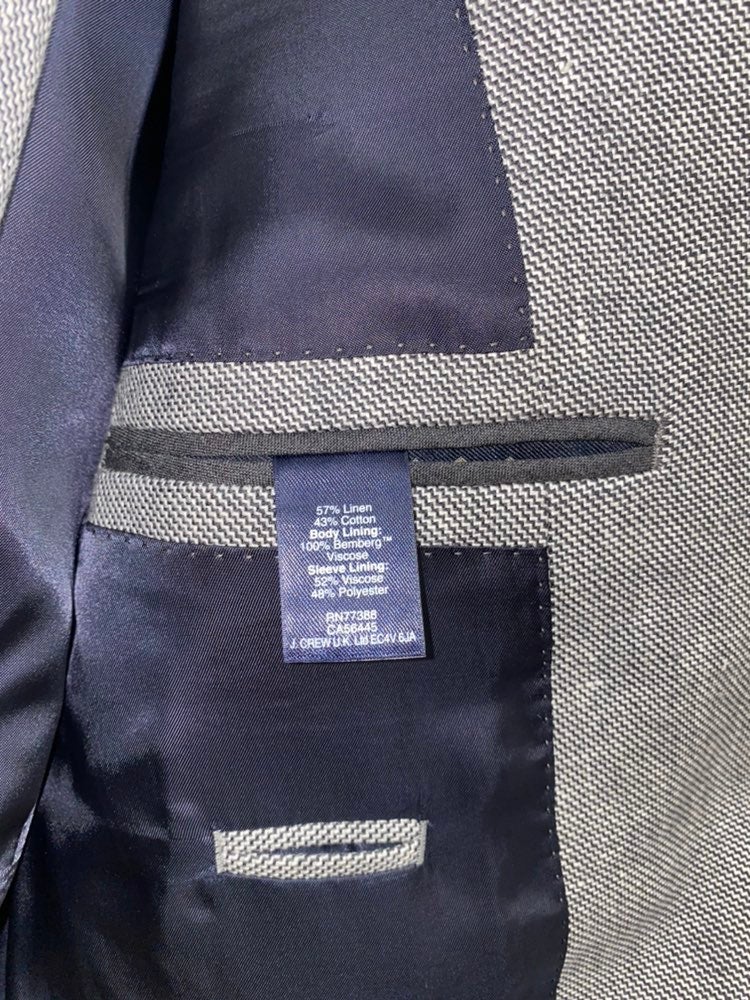 57% Linen
43% Cotton
Body Lining:
100% Bemberg™
Viscose
Sleeve Lining:
52% Viscose
48% Polyester
RN77388
CA56445
J. CREW U.K. Ltd EC4V 6JA